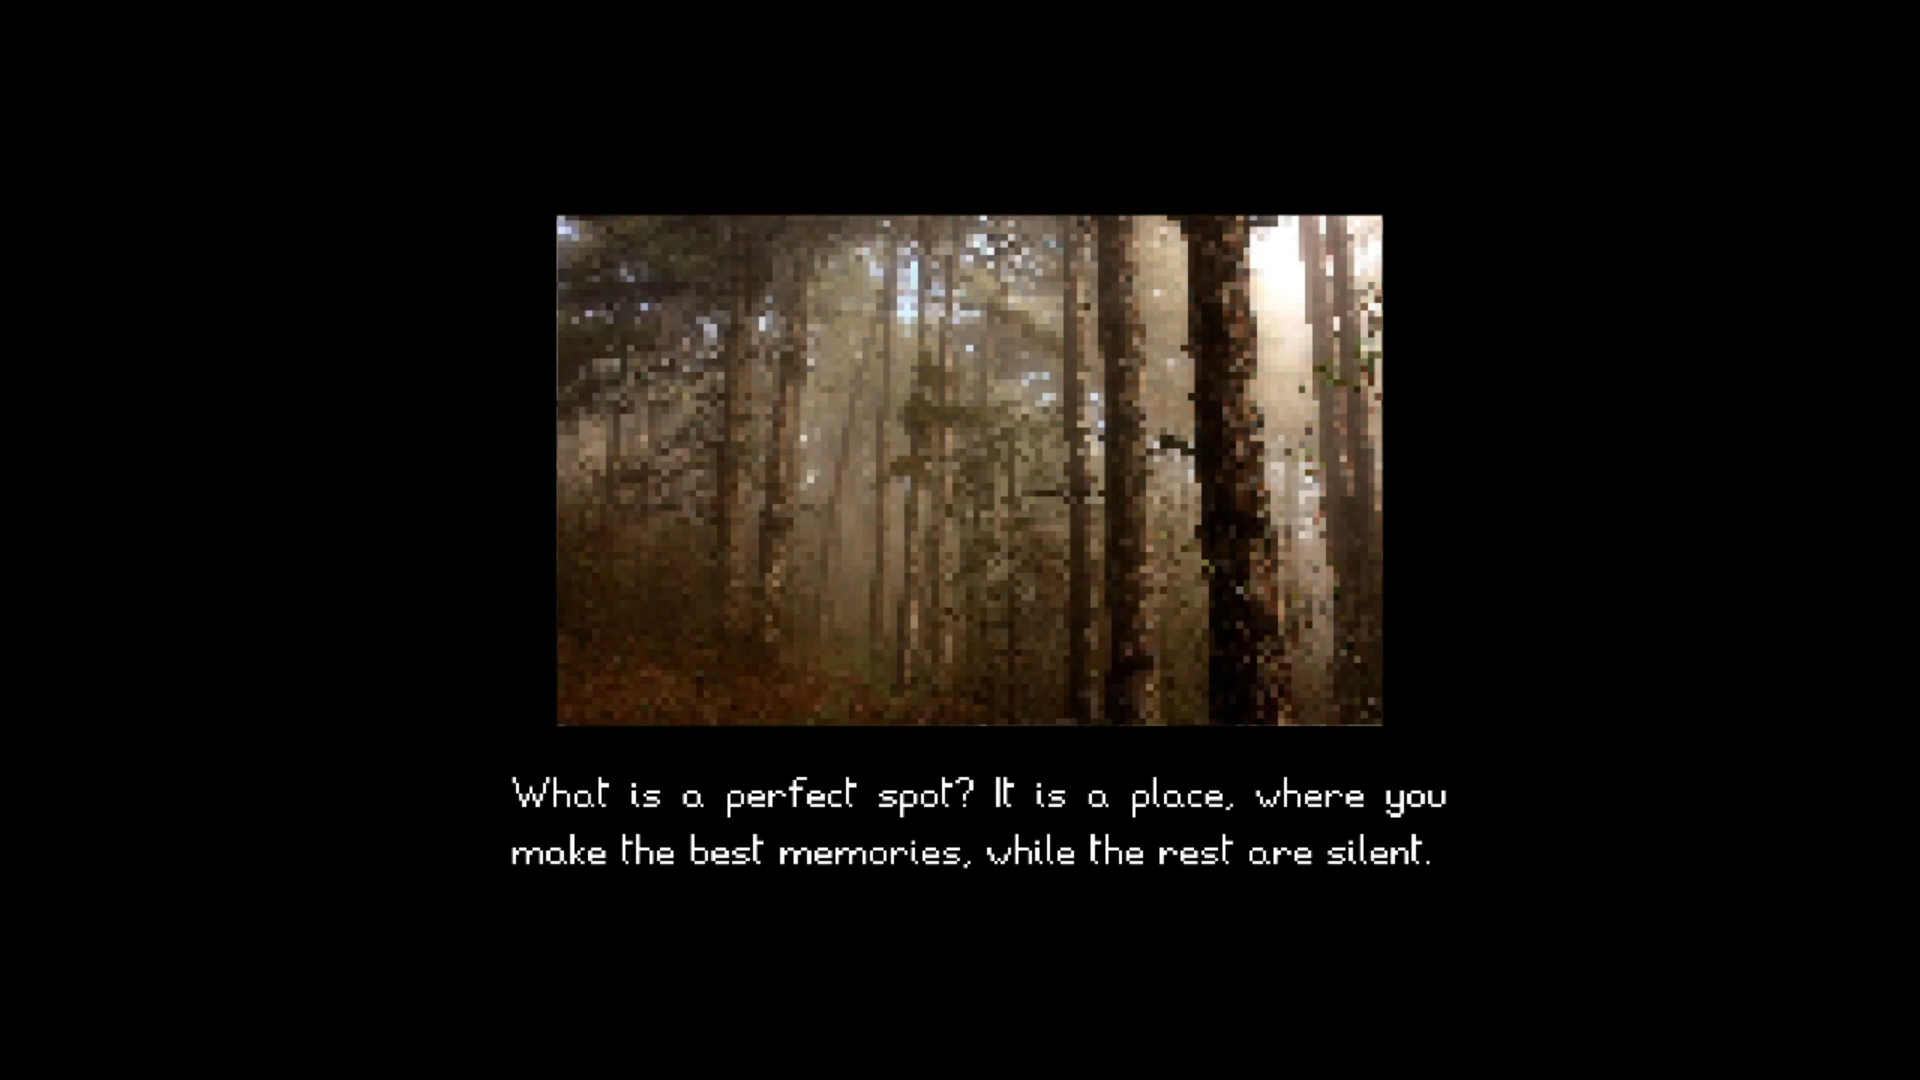 What is a perfect spot? It is a place, where you
make the best memories, while the rest are silent.